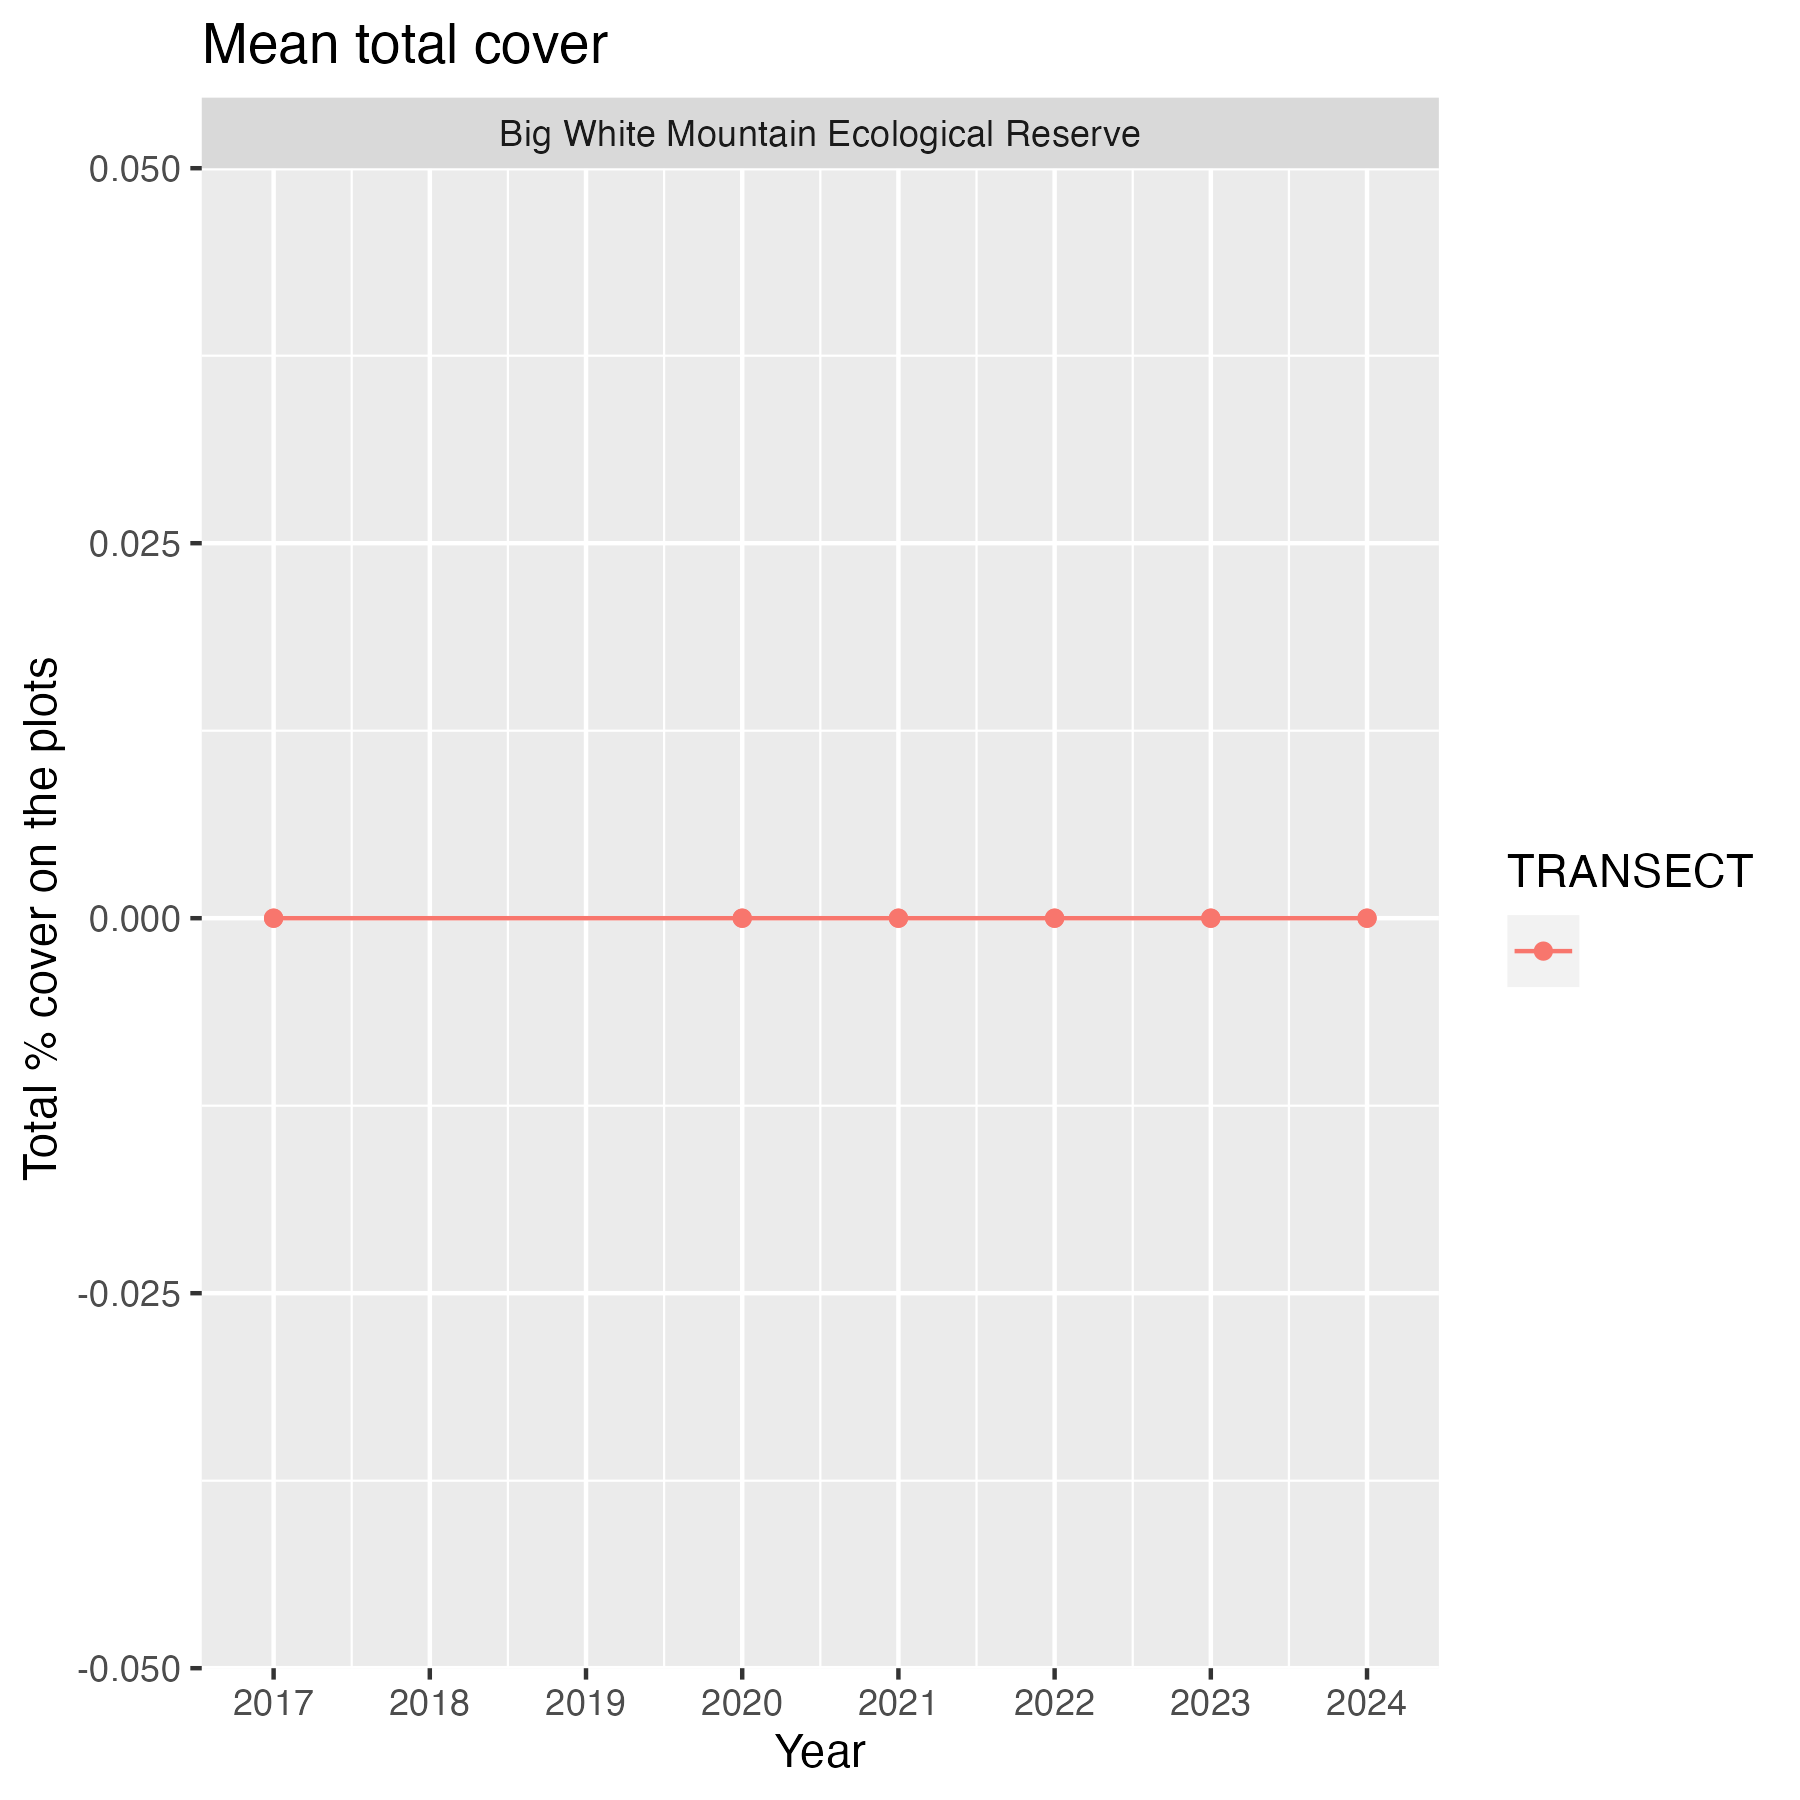 Mean total cover
Big White Mountain Ecological Reserve
0.050
0.025
0.000
-0.025
-0.050
Total % cover on the plots
2017 2018 2019 2020 2021 2022 2023 2024
Year
TRANSECT